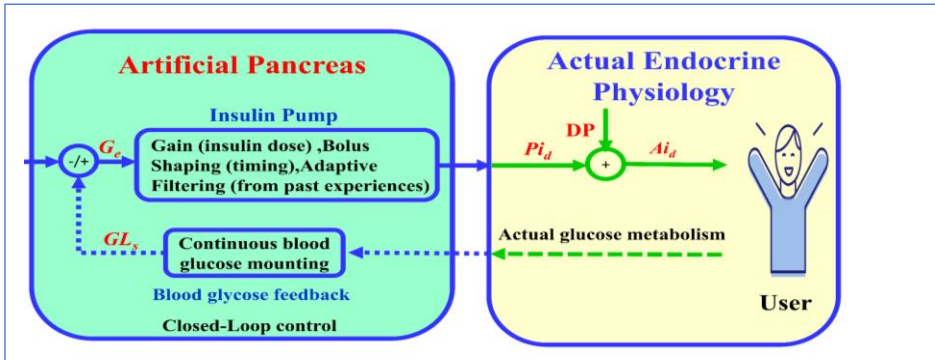 Artificial Pancreas
Insulin Pump
-/+
Ge
Gain (insulin dose) ,Bolus
Shaping (timing),Adaptive
Filtering (from past experiences)
GLs
Continuous blood
glucose mounting
Blood glycose feedback
Closed-Loop control
Actual Endocrine
Physiology
DP
Pid
+
Aid
Actual glucose metabolism
User